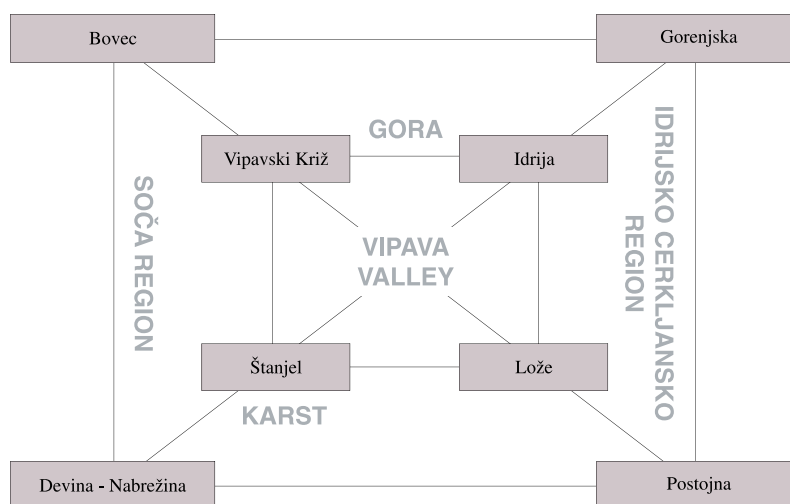 Bovec
Gorenjska
GORA
Vipavski Križ
Idrija
SOČA REGION
VIPAVA
VALLEY
IDRIJSKO CERKLJANSKO
REGION
Štanjel
Lože
KARST
Devina - Nabrežina
Postojna